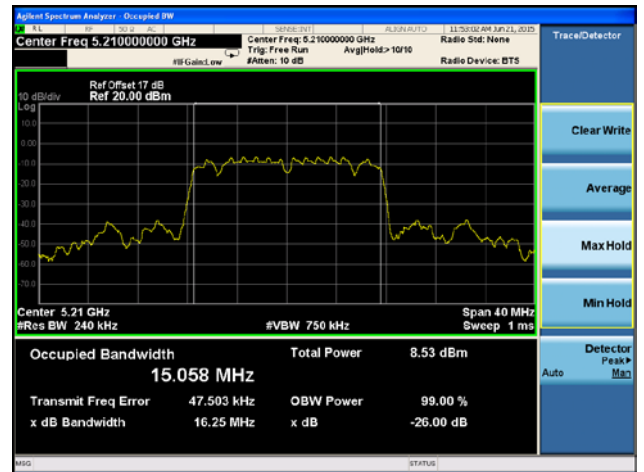 Agilent Spectrum Analyzer - Occupied BW
RL RF 50 Ω AC SENSE:INT ALIGN AUTO 11:53:02 AM Jun 21, 2015
Center Freq 5.210000000 GHz
Center Freq: 5.210000000 GHz
Radio Std: None
Trig: Free Run Avg|Hold:> 10/10
#IFGain:Low #Atten: 10 dB Radio Device: BTS
Ref Offset 17 dB
10 dB/div Ref 20.00 dBm
Log
10.0
0.00
-10.0
-20.0
-30.0
-40.0
-50.0
-60.0
-70.0
Center 5.21 GHz Span 40 MHz
#Res BW 240 kHz #VBW 750 kHz Sweep 1 ms
Occupied Bandwidth Total Power 8.53 dBm
15.058 MHz
Transmit Freq Error 47.503 kHz OBW Power 99.00 %
x dB Bandwidth 16.25 MHz x dB -26.00 dB
MSG STATUS
Trace/Detector
Clear Write
Average
Max Hold
Min Hold
Detector
Peak▶
Auto Man